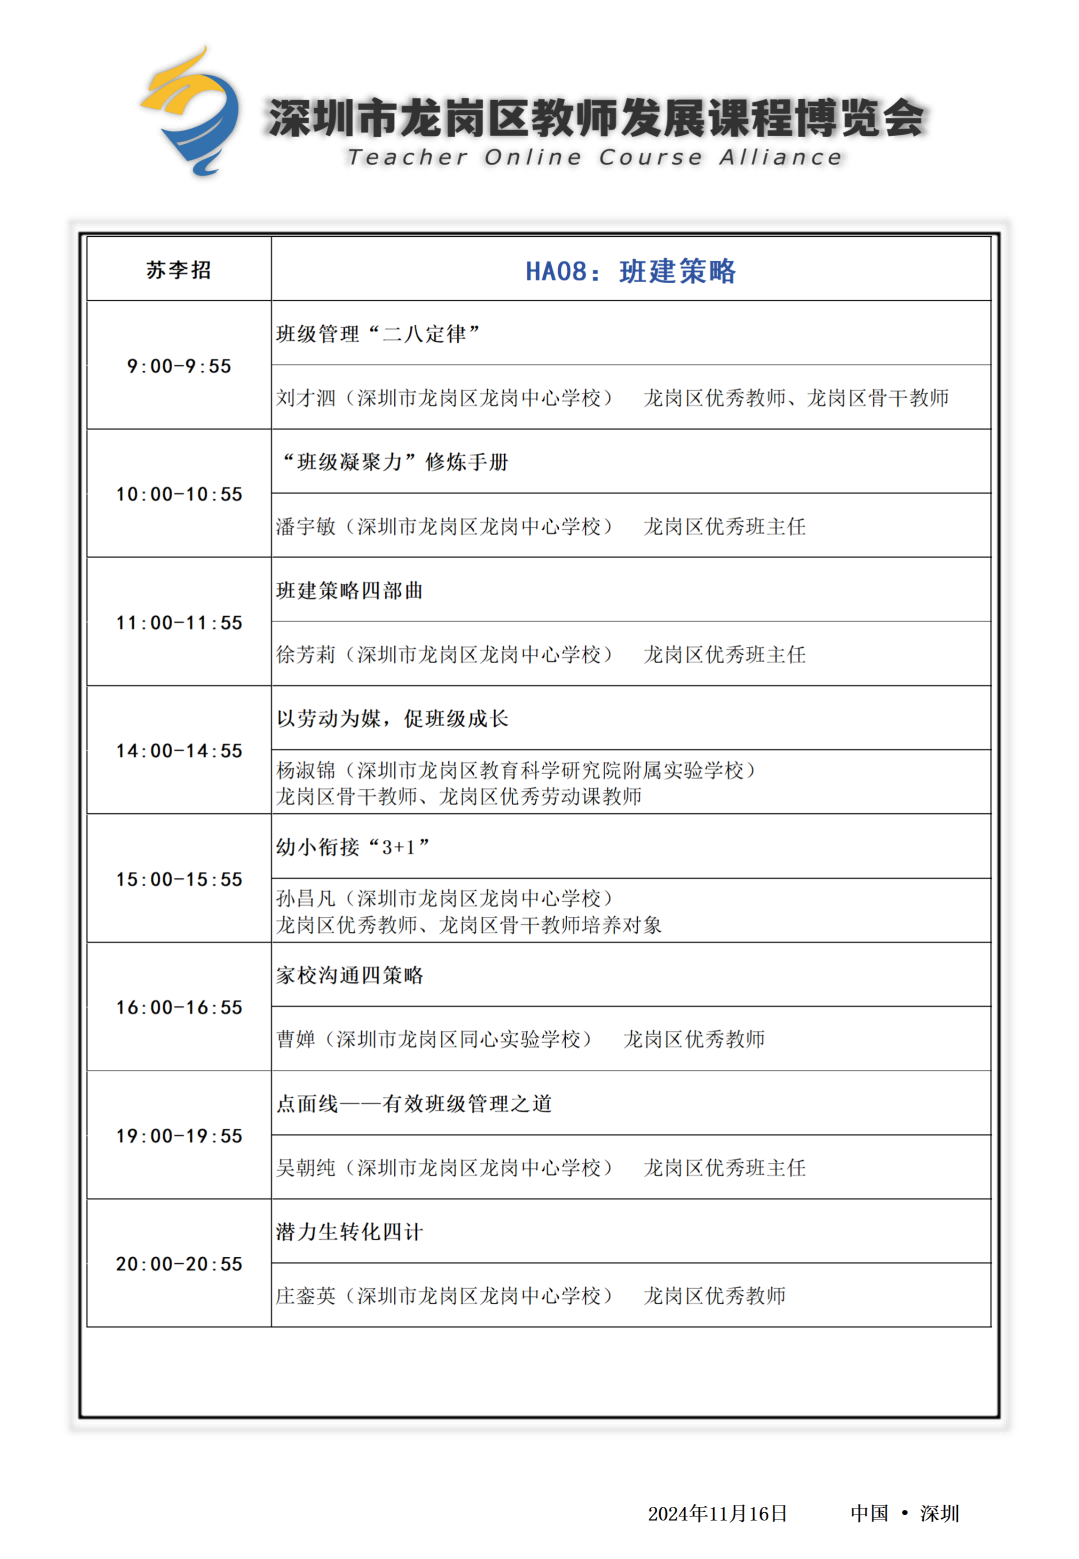 深圳市龙岗区教师发展课程博览会
Teacher Online Course Alliance
苏李招
HA08：班建策略
9:00-9:55
班级管理“二八定律”
刘才泗（深圳市龙岗区龙岗中心学校） 龙岗区优秀教师、龙岗区骨干教师
10:00-10:55
“班级凝聚力”修炼手册
潘宇敏（深圳市龙岗区龙岗中心学校） 龙岗区优秀班主任
11:00-11:55
班建策略四部曲
徐芳莉（深圳市龙岗区龙岗中心学校） 龙岗区优秀班主任
14:00-14:55
以劳动为媒，促班级成长
杨淑锦（深圳市龙岗区教育科学研究院附属实验学校）
龙岗区骨干教师、龙岗区优秀劳动课教师
15:00-15:55
幼小衔接“3+1”
孙昌凡（深圳市龙岗区龙岗中心学校）
龙岗区优秀教师、龙岗区骨干教师培养对象
16:00-16:55
家校沟通四策略
曹婵（深圳市龙岗区同心实验学校） 龙岗区优秀教师
19:00-19:55
点面线——有效班级管理之道
吴朝纯（深圳市龙岗区龙岗中心学校） 龙岗区优秀班主任
20:00-20:55
潜力生转化四计
庄銮英（深圳市龙岗区龙岗中心学校） 龙岗区优秀教师
2024年11月16日 中国 • 深圳